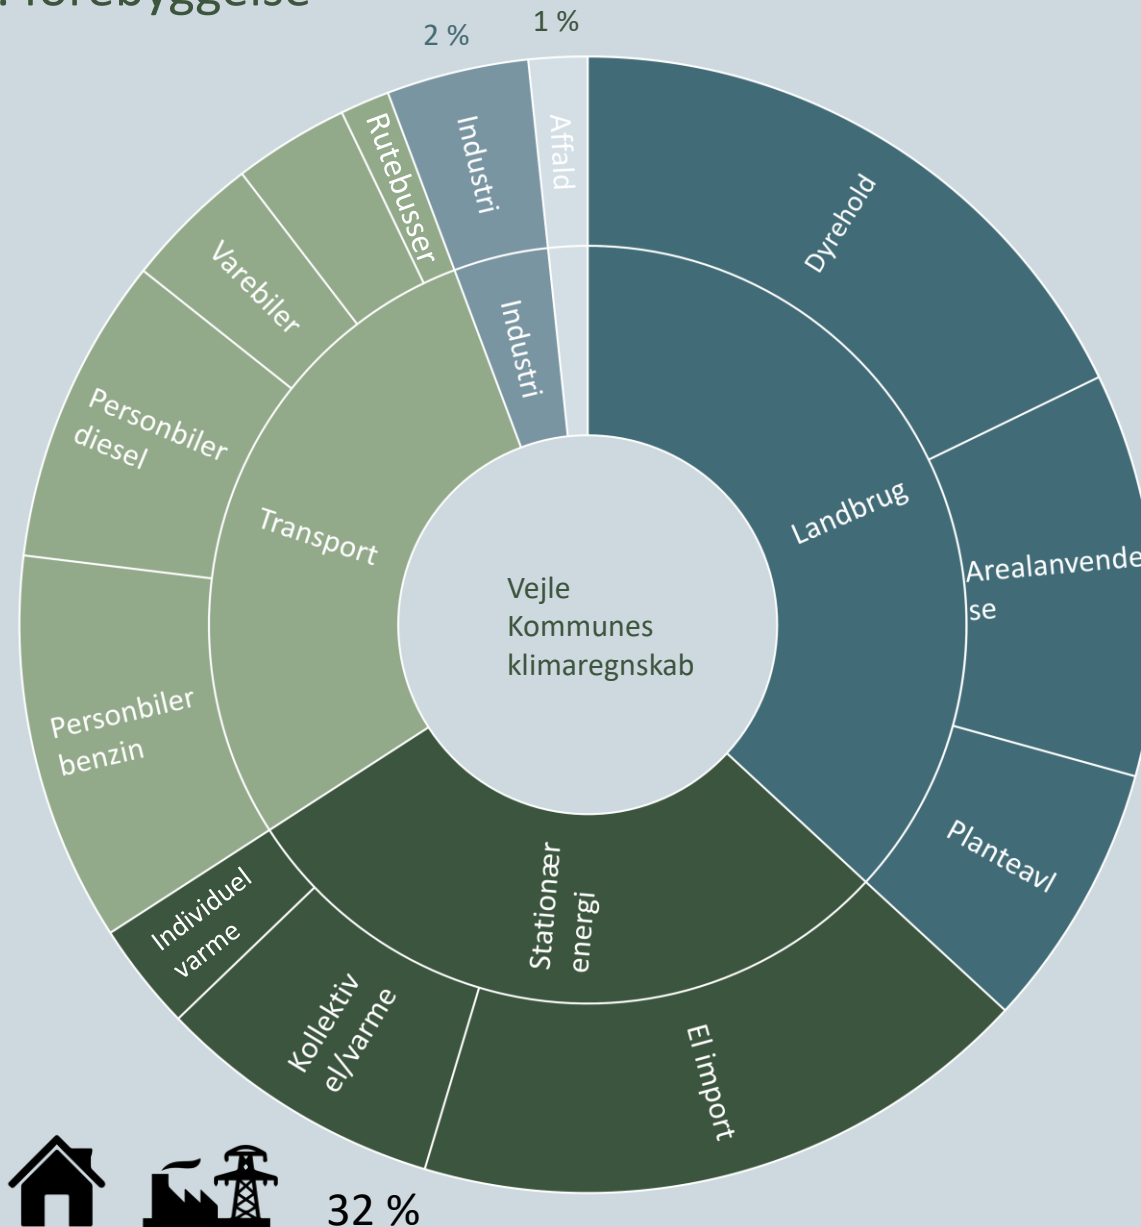 forebyggelse
2 %
1 %
Industri
Affald
Rutebusser
Dyrehold
Varebiler
Industri
Personbiler
diesel
Transport
Landbrug
Arealanvende
se
Vejle
Kommunes
klimaregnskab
Personbiler
benzin
Planteavl
Individuel
varme
Stationær
energi
Kollektiv
el/varme
El import
32 %